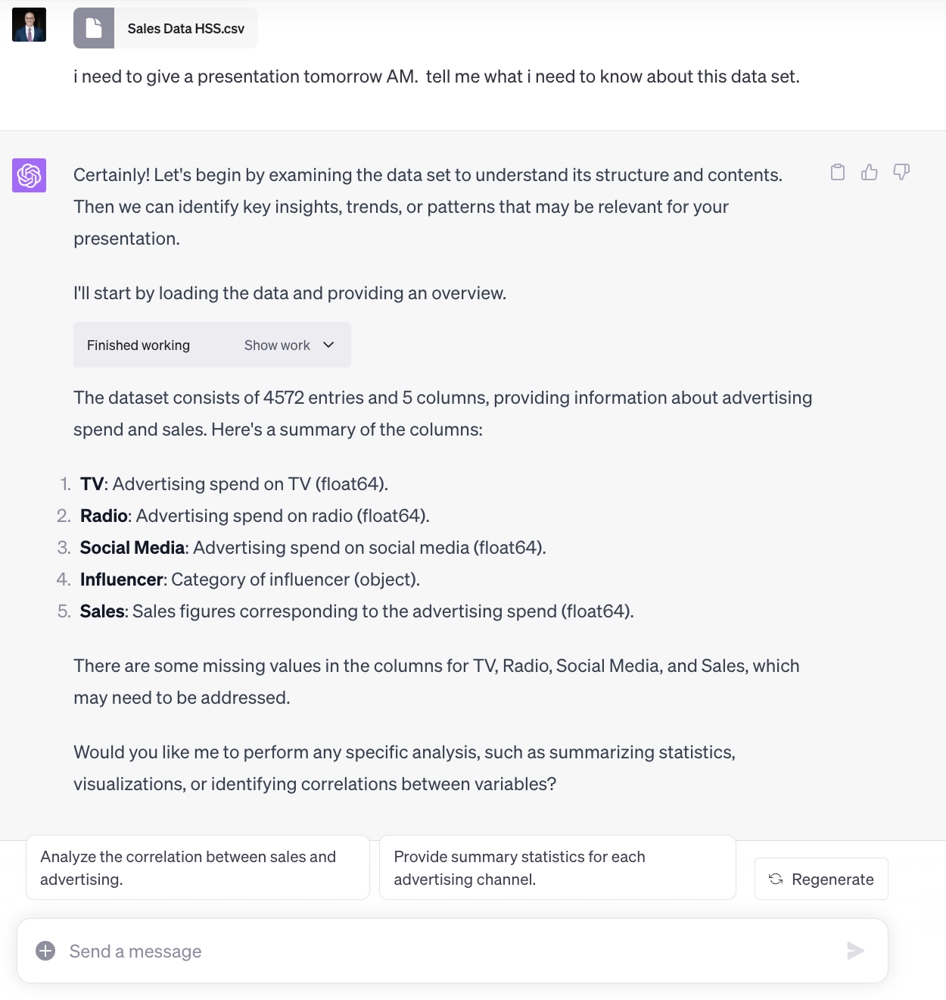 Sales Data HSS.csv
i need to give a presentation tomorrow AM.  tell me what i need to know about this data set.
Certainly! Let's begin by examining the data set to understand its structure and contents.
Then we can identify key insights, trends, or patterns that may be relevant for your
presentation.
I'll start by loading the data and providing an overview.
Finished working Show work
The dataset consists of 4572 entries and 5 columns, providing information about advertising
spend and sales. Here's a summary of the columns:
1. TV: Advertising spend on TV (float64).
2. Radio: Advertising spend on radio (float64).
3. Social Media: Advertising spend on social media (float64).
4. Influencer: Category of influencer (object).
5. Sales: Sales figures corresponding to the advertising spend (float64).
There are some missing values in the columns for TV, Radio, Social Media, and Sales, which
may need to be addressed.
Would you like me to perform any specific analysis, such as summarizing statistics,
visualizations, or identifying correlations between variables?
Analyze the correlation between sales and
advertising.
Provide summary statistics for each
advertising channel.
Regenerate
Send a message